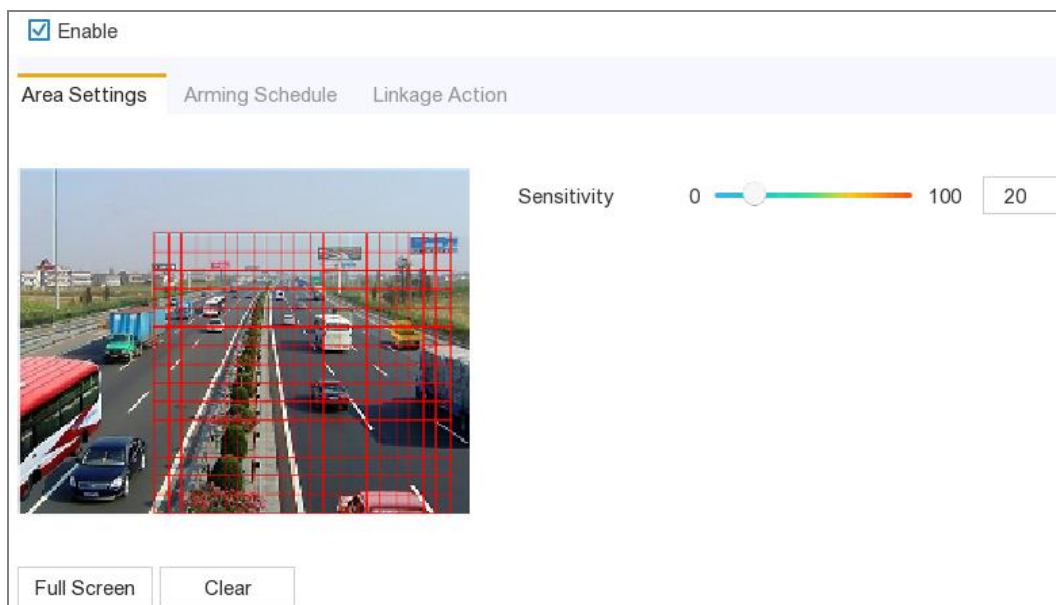 Enable
Area Settings Arming Schedule Linkage Action
Sensitivity 0 100 20
Full Screen Clear